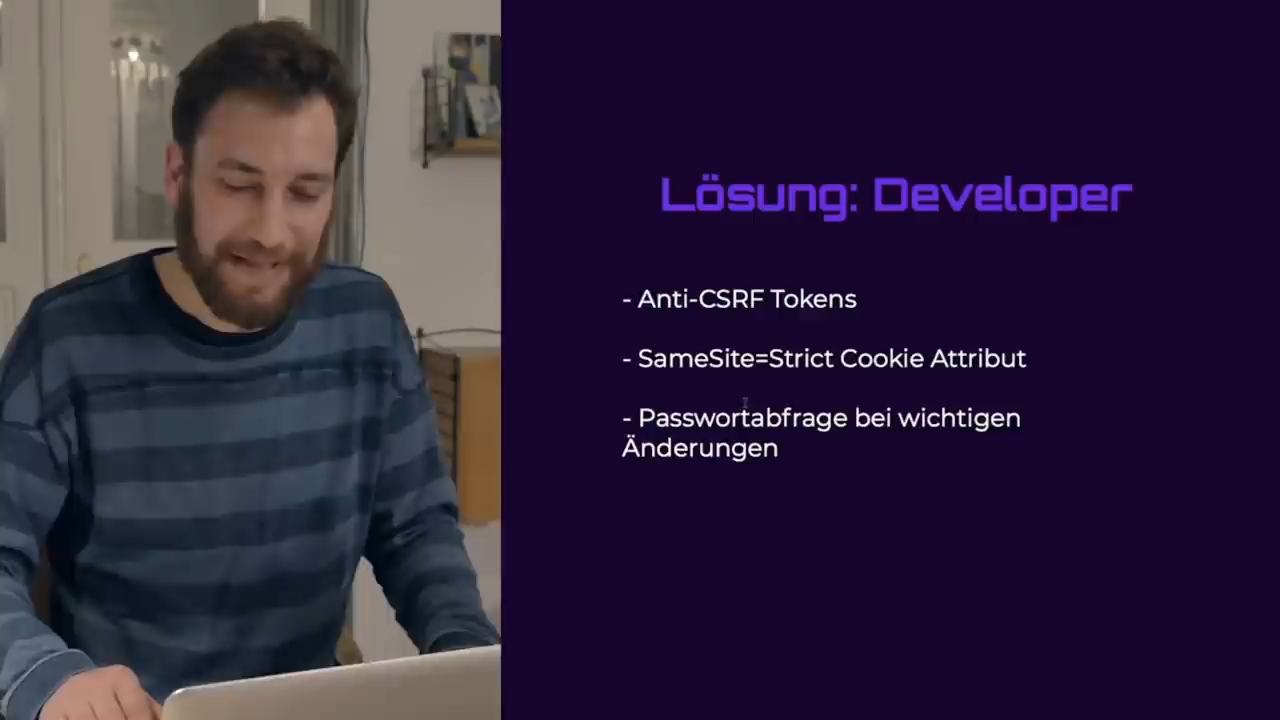 Lösung: Developer
- Anti-CSRF Tokens
- SameSite=Strict Cookie Attribut
- Passwortabfrage bei wichtigen
Änderungen